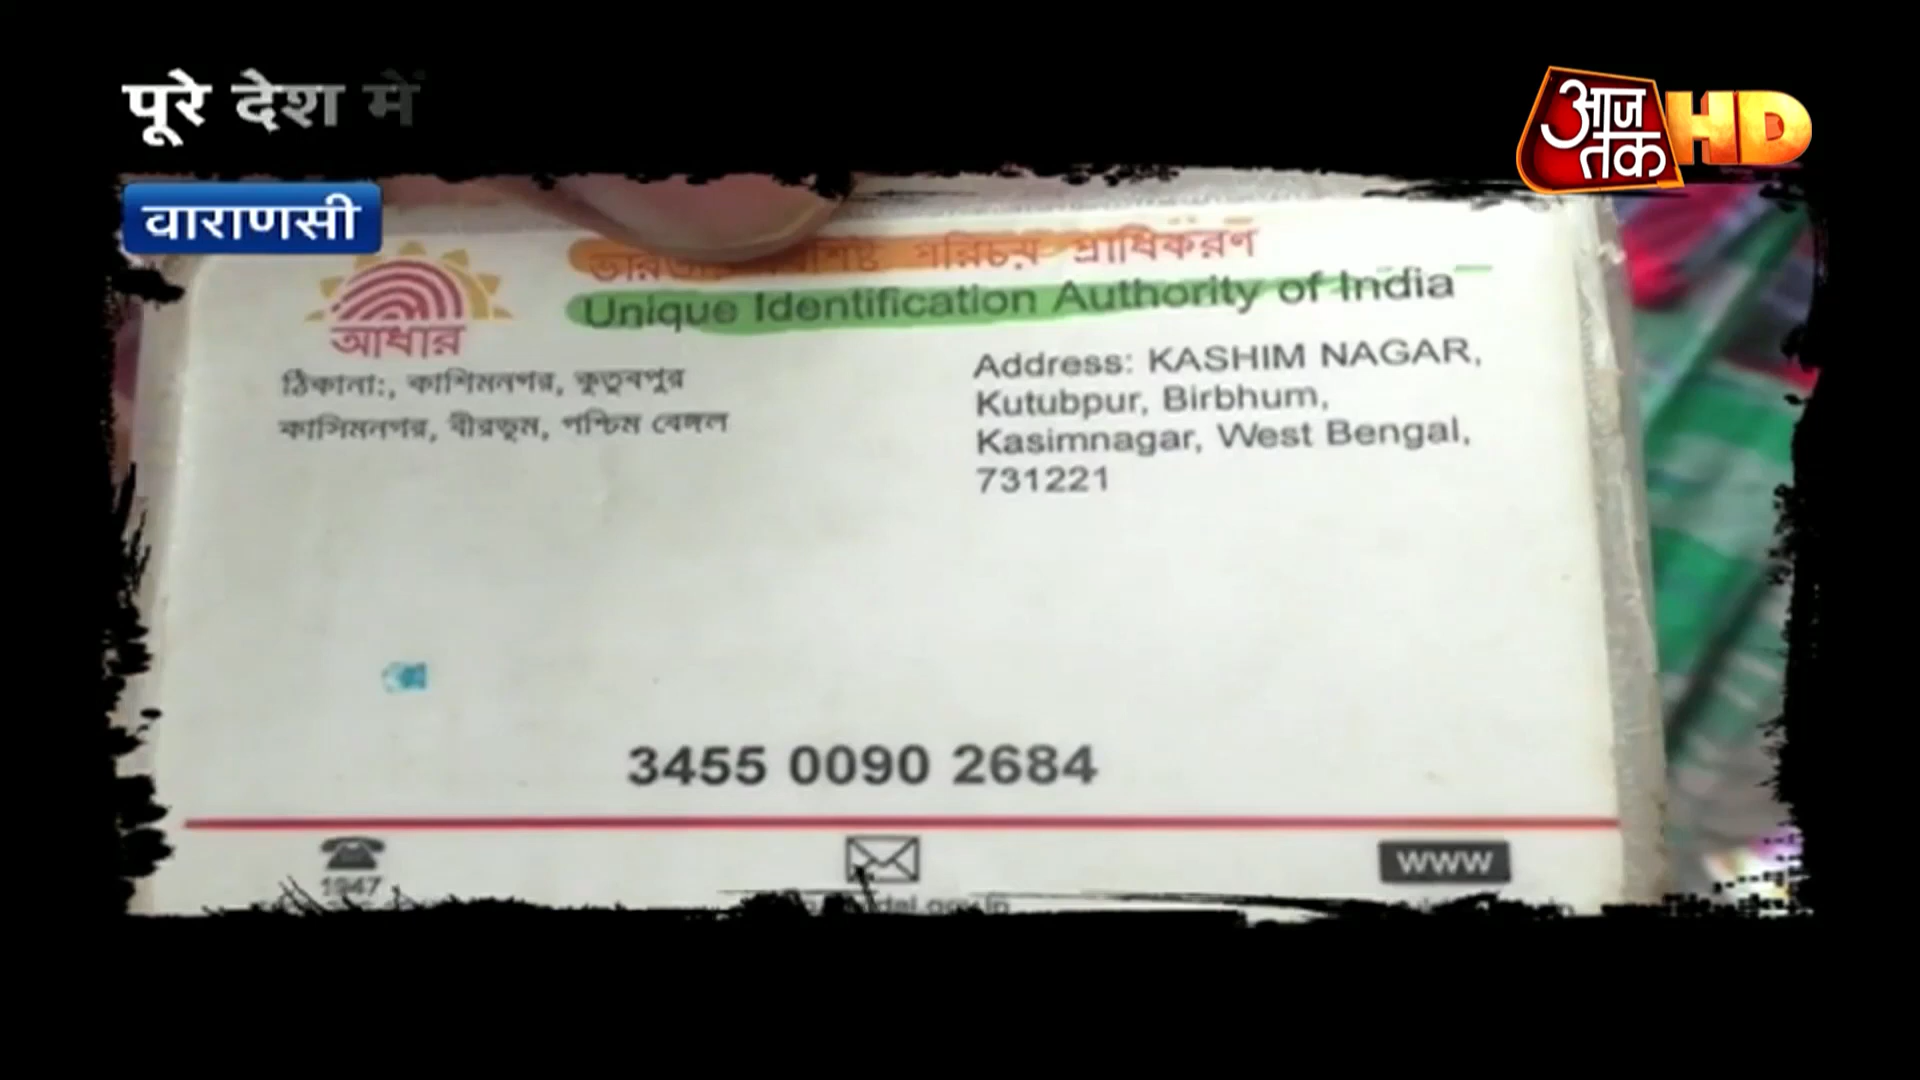 पूरे देश में
आज तक HD
वाराणसी
পরিচয় প্রাধিকরণ
Unique Identification Authority of India
আধার
ঠিকানা:, কাশিমনগর, কুতুবপুর
কাসিমনগর, বীরভূম, পশ্চিম বেঙ্গল
Address: KASHIM NAGAR,
Kutubpur, Birbhum,
Kasimnagar, West Bengal,
731221
3455 0090 2684
1947
WWW